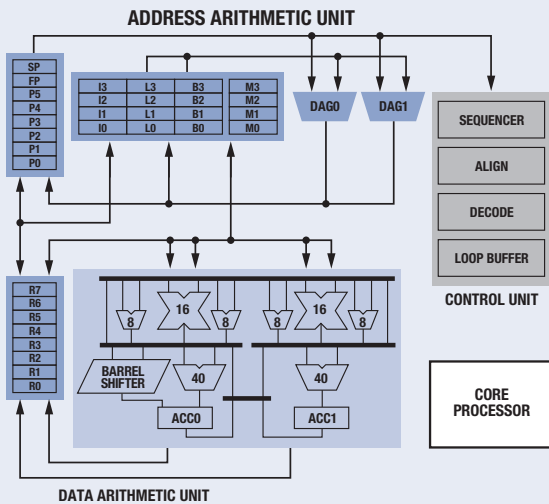 ADDRESS ARITHMETIC UNIT
SP
FP
P5
P4
P3
P2
P1
P0
I3 L3 B3 M3
I2 L2 B2 M2
I1 L1 B1 M1
I0 L0 B0 M0
DAG0 DAG1
SEQUENCER
ALIGN
DECODE
LOOP BUFFER
CONTROL UNIT
R7
R6
R5
R4
R3
R2
R1
R0
8 16 8 8 16 8
BARREL
SHIFTER
40 40
ACC0 ACC1
CORE
PROCESSOR
DATA ARITHMETIC UNIT